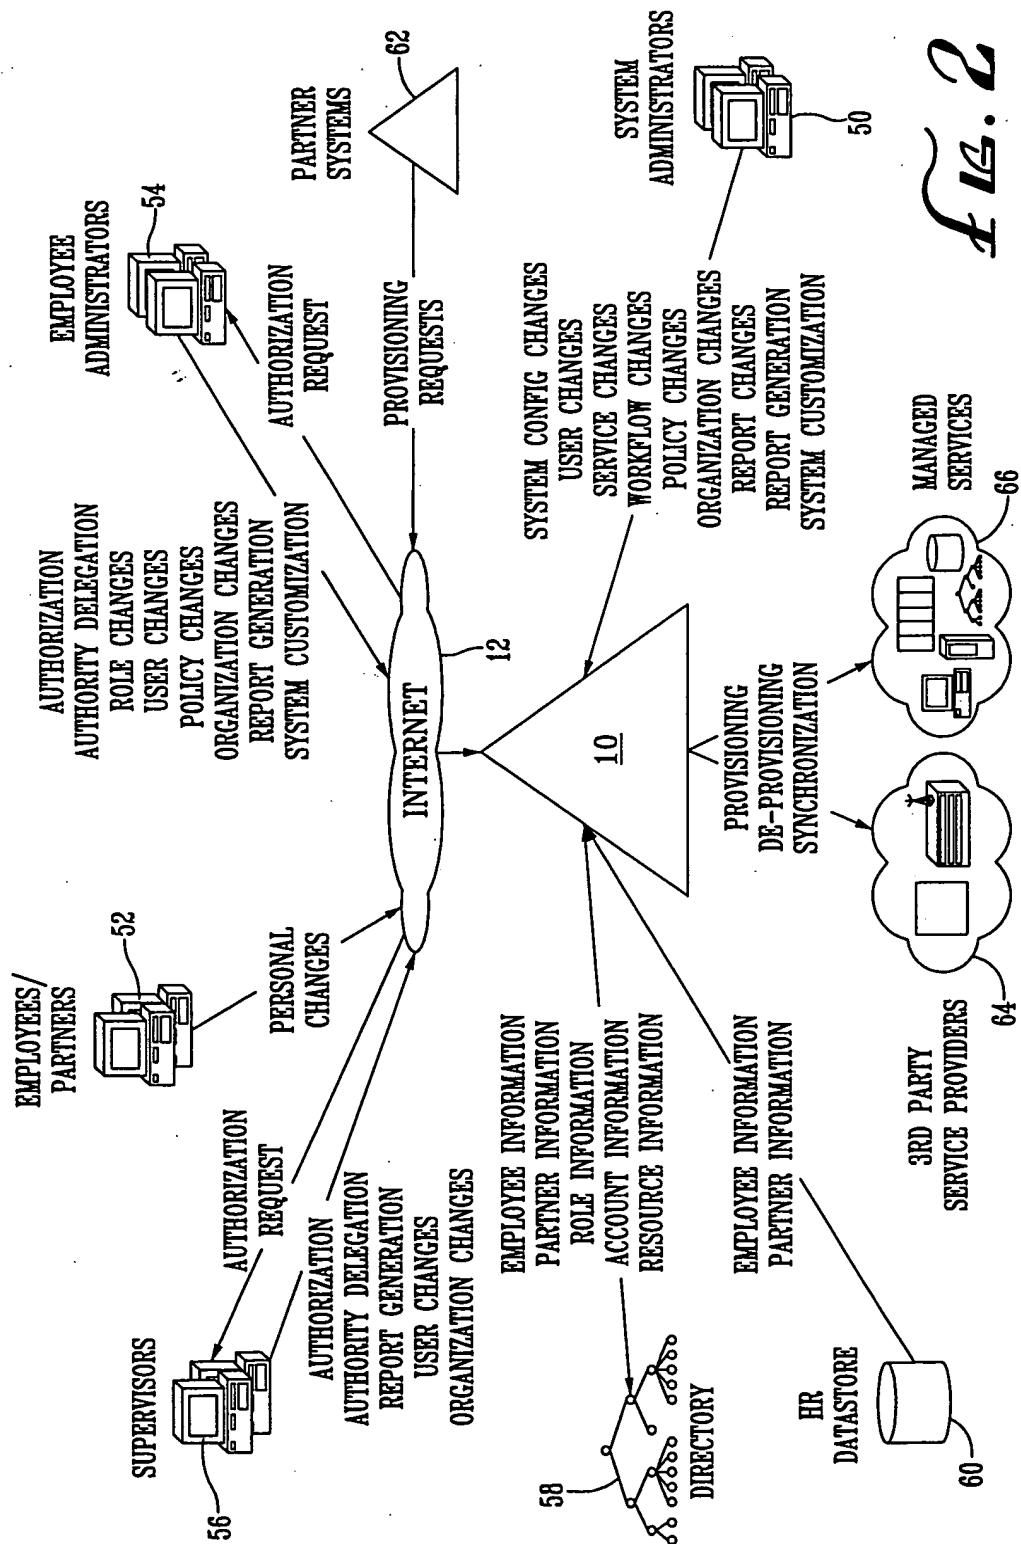 SUPERVISORS
56
AUTHORIZATION
REQUEST
AUTHORIZATION
AUTHORITY DELEGATION
REPORT GENERATION
USER CHANGES
ORGANIZATION CHANGES
EMPLOYEES/
PARTNERS
52
PERSONAL
CHANGES
AUTHORIZATION
AUTHORITY DELEGATION
ROLE CHANGES
USER CHANGES
POLICY CHANGES
ORGANIZATION CHANGES
REPORT GENERATION
SYSTEM CUSTOMIZATION
EMPLOYEE
ADMINISTRATORS
54
AUTHORIZATION
REQUEST
PARTNER
SYSTEMS
62
PROVISIONING
REQUESTS
INTERNET
12
58
DIRECTORY
EMPLOYEE INFORMATION
PARTNER INFORMATION
ROLE INFORMATION
ACCOUNT INFORMATION
RESOURCE INFORMATION
10
SYSTEM CONFIG CHANGES
USER CHANGES
SERVICE CHANGES
WORKFLOW CHANGES
POLICY CHANGES
ORGANIZATION CHANGES
REPORT CHANGES
REPORT GENERATION
SYSTEM CUSTOMIZATION
SYSTEM
ADMINISTRATORS
50
HR
DATASTORE
60
EMPLOYEE INFORMATION
PARTNER INFORMATION
PROVISIONING
DE-PROVISIONING
SYNCHRONIZATION
3RD PARTY
SERVICE PROVIDERS
64
MANAGED
SERVICES
66
FIG. 2